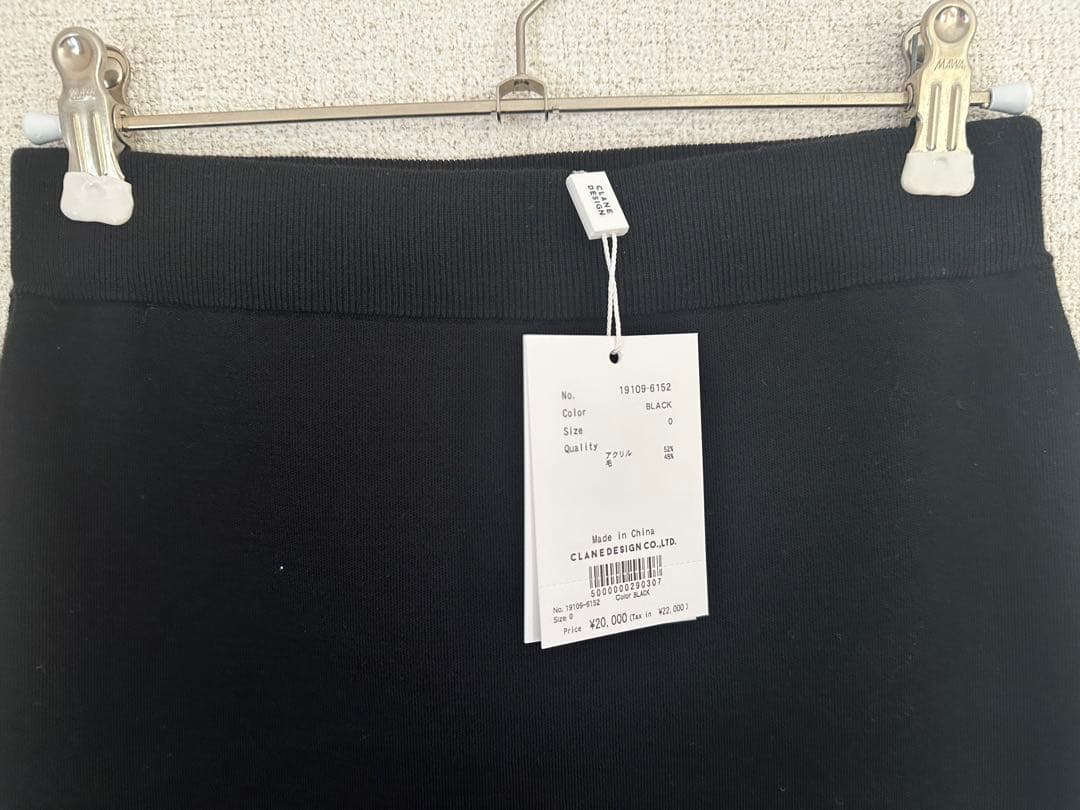 MAWA
MAWA
CLANE
DESIGN
No. 19109-6152
Color BLACK
Size 0
Quality アクリル 52%
毛 48%
Made in China
CLANE DESIGN CO.,LTD.
5000000290307
No. 19109-6152 Color BLACK
Size 0
Price ¥20,000 (Tax in ¥22,000)